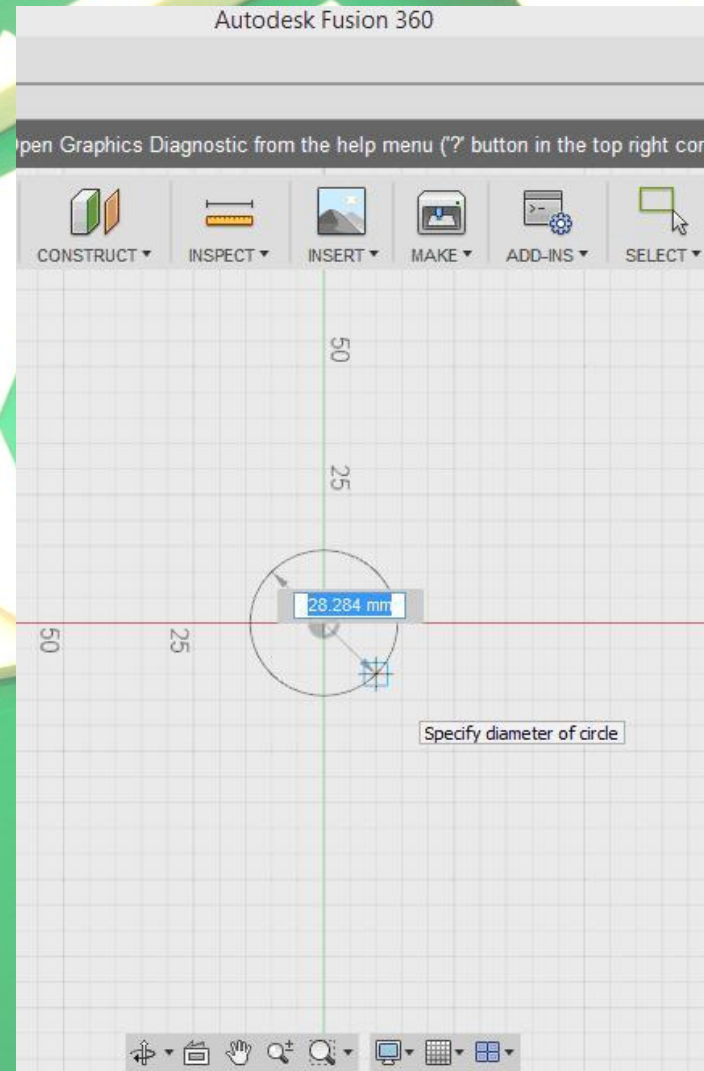 Autodesk Fusion 360
pen Graphics Diagnostic from the help menu ('?' button in the top right cor
CONSTRUCT INSPECT INSERT MAKE ADD-INS SELECT
50
25
28.284 mm
50 25
Specify diameter of circle